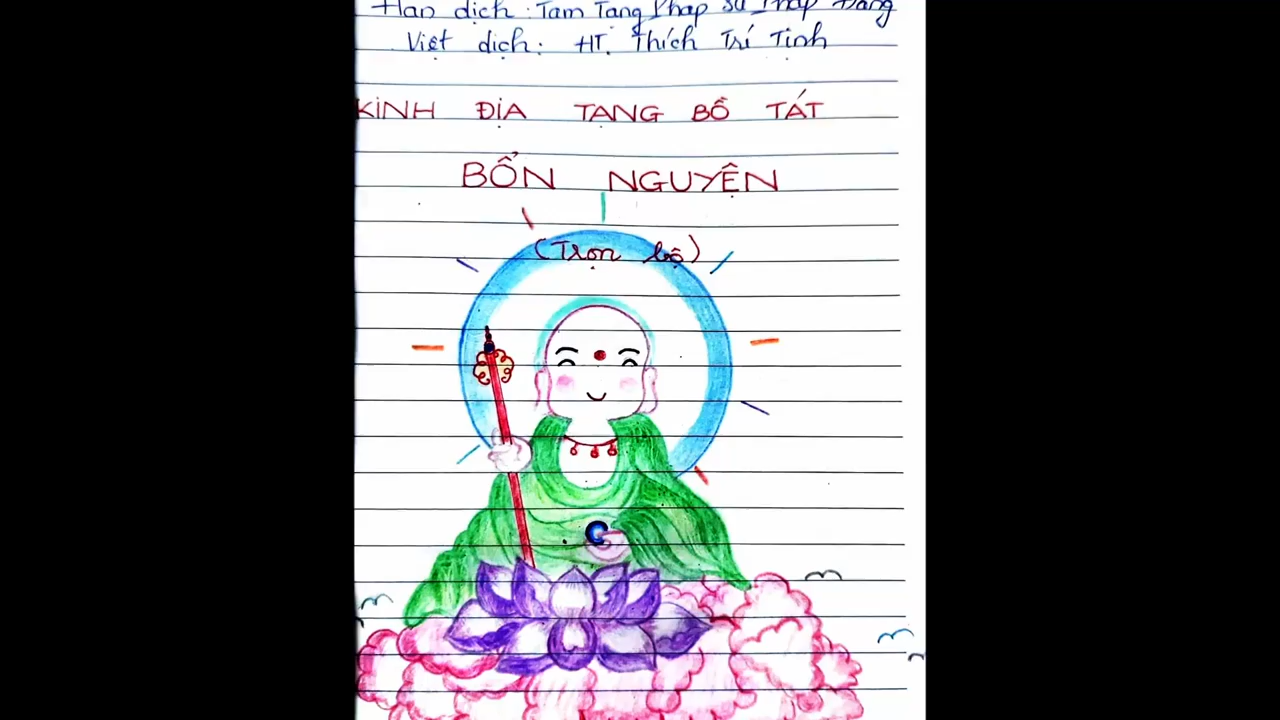 Hán dịch: Tam Tạng Pháp Sư Pháp Đăng
Việt dịch: HT. Thích Trí Tịnh
KINH ĐỊA TẠNG BỒ TÁT
BỔN NGUYỆN
(Trọn bộ)